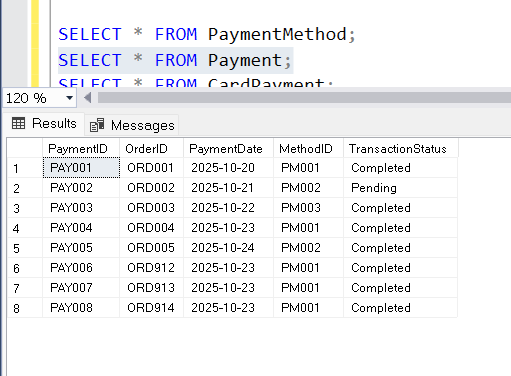 SELECT * FROM PaymentMethod;
SELECT * FROM Payment;
SELECT * FROM CardPayment;
120 %
Results Messages
PaymentID OrderID PaymentDate MethodID TransactionStatus
1 PAY001 ORD001 2025-10-20 PM001 Completed
2 PAY002 ORD002 2025-10-21 PM002 Pending
3 PAY003 ORD003 2025-10-22 PM003 Completed
4 PAY004 ORD004 2025-10-23 PM001 Completed
5 PAY005 ORD005 2025-10-24 PM002 Completed
6 PAY006 ORD912 2025-10-23 PM001 Completed
7 PAY007 ORD913 2025-10-23 PM001 Completed
8 PAY008 ORD914 2025-10-23 PM001 Completed